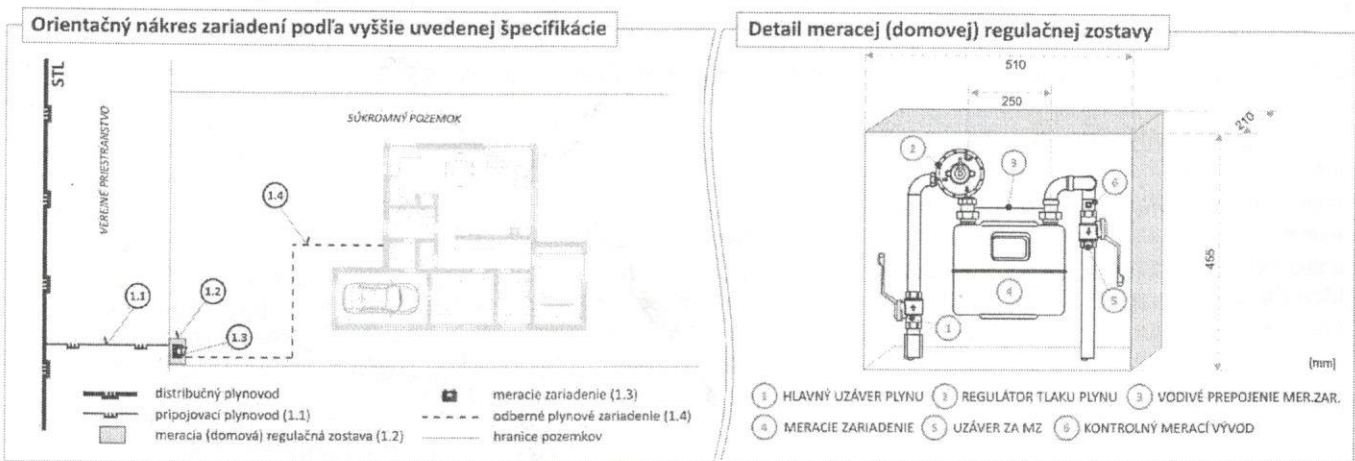 Orientačný nákres zariadení podľa vyššie uvedenej špecifikácie
STL
VEREJNÉ PRIESTRANSTVO
SÚKROMNÝ POZEMOK
1.4
1.1
1.2
1.3
distribučný plynovod
pripojovací plynovod (1.1)
meracia (domová) regulačná zostava (1.2)
meracie zariadenie (1.3)
odberné plynové zariadenie (1.4)
hranice pozemkov
Detail meracej (domovej) regulačnej zostavy
510
250
210
2
3
6
455
4
5
1
[mm]
1 HLAVNÝ UZÁVER PLYNU 2 REGULÁTOR TLAKU PLYNU 3 VODIVÉ PREPOJENIE MER.ZAR.
4 MERACIE ZARIADENIE 5 UZÁVER ZA MZ 6 KONTROLNÝ MERACÍ VÝVOD